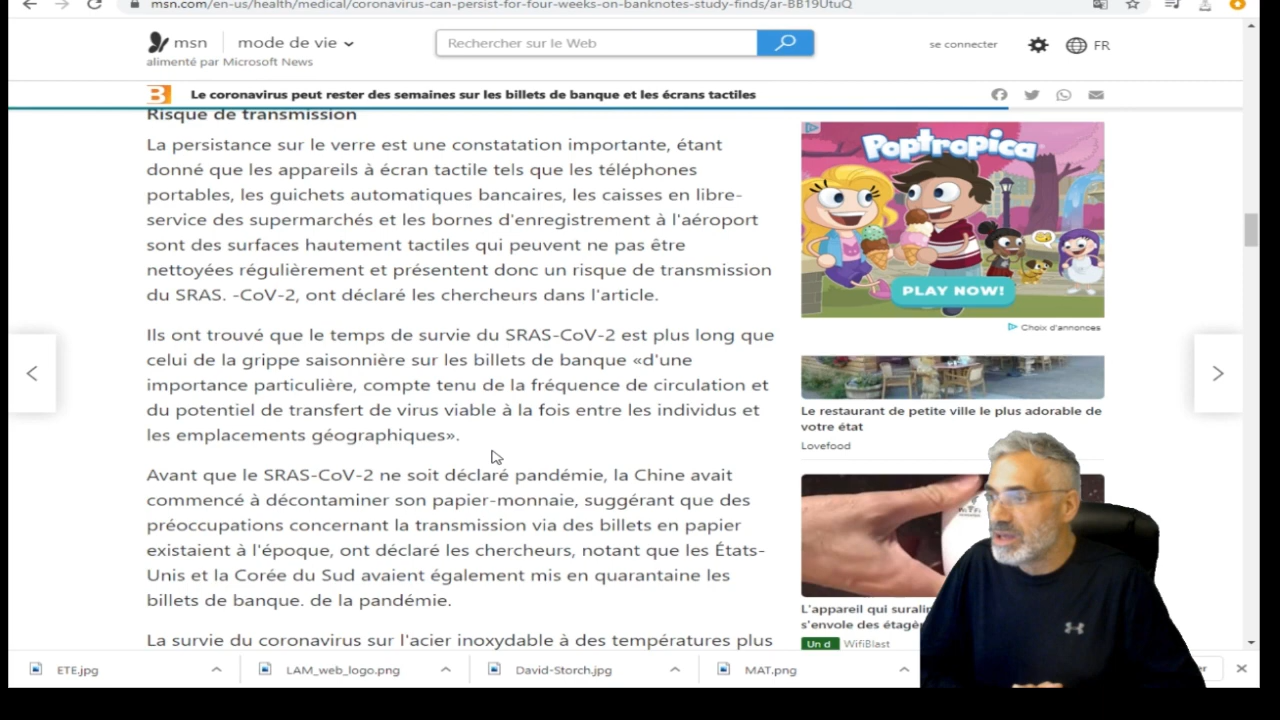 msn.com/en-us/health/medical/coronavirus-can-persist-for-four-weeks-on-banknotes-study-finds/ar-BB19UtuQ
msn mode de vie
Rechercher sur le Web
se connecter
FR
alimenté par Microsoft News
B Le coronavirus peut rester des semaines sur les billets de banque et les écrans tactiles
Risque de transmission
La persistance sur le verre est une constatation importante, étant
donné que les appareils à écran tactile tels que les téléphones
portables, les guichets automatiques bancaires, les caisses en libre-
service des supermarchés et les bornes d'enregistrement à l'aéroport
sont des surfaces hautement tactiles qui peuvent ne pas être
nettoyées régulièrement et présentent donc un risque de transmission
du SRAS. -CoV-2, ont déclaré les chercheurs dans l'article.
Ils ont trouvé que le temps de survie du SRAS-CoV-2 est plus long que
celui de la grippe saisonnière sur les billets de banque «d'une
importance particulière, compte tenu de la fréquence de circulation et
du potentiel de transfert de virus viable à la fois entre les individus et
les emplacements géographiques».
Avant que le SRAS-CoV-2 ne soit déclaré pandémie, la Chine avait
commencé à décontaminer son papier-monnaie, suggérant que des
préoccupations concernant la transmission via des billets en papier
existaient à l'époque, ont déclaré les chercheurs, notant que les États-
Unis et la Corée du Sud avaient également mis en quarantaine les
billets de banque. de la pandémie.
La survie du coronavirus sur l'acier inoxydable à des températures plus
Poptropica
PLAY NOW!
Choix d'annonces
Le restaurant de petite ville le plus adorable de
votre état
Lovefood
L'appareil qui
s'envole des
Un d WifiBlast
ETE.jpg
LAM_web_logo.png
David-Storch.jpg
MAT.png